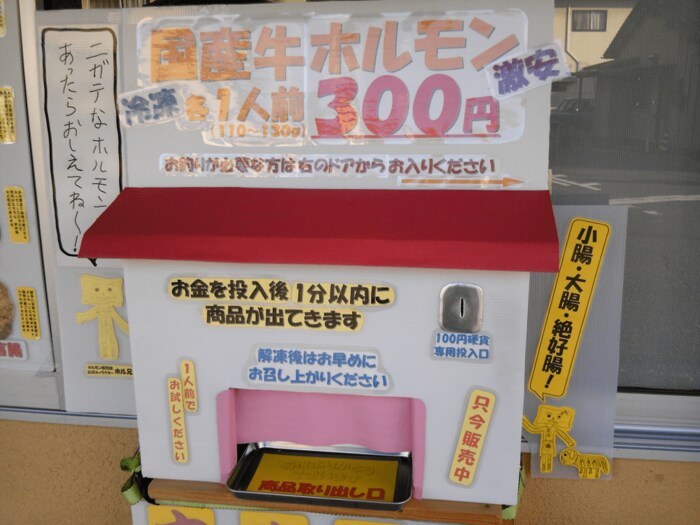 国産牛ホルモン
激安
冷凍
各1人前
(110～130g)
300円
お釣りが必要な方は右のドアからお入りください
ニガテなホルモン
あったらおしえてね～!
お金を投入後1分以内に
商品が出てきます
100円硬貨
専用投入口
解凍後はお早めに
お召し上がりください
1人前で
お試しください
只今販売中
商品取り出し口
小腸・大腸・絶好腸!